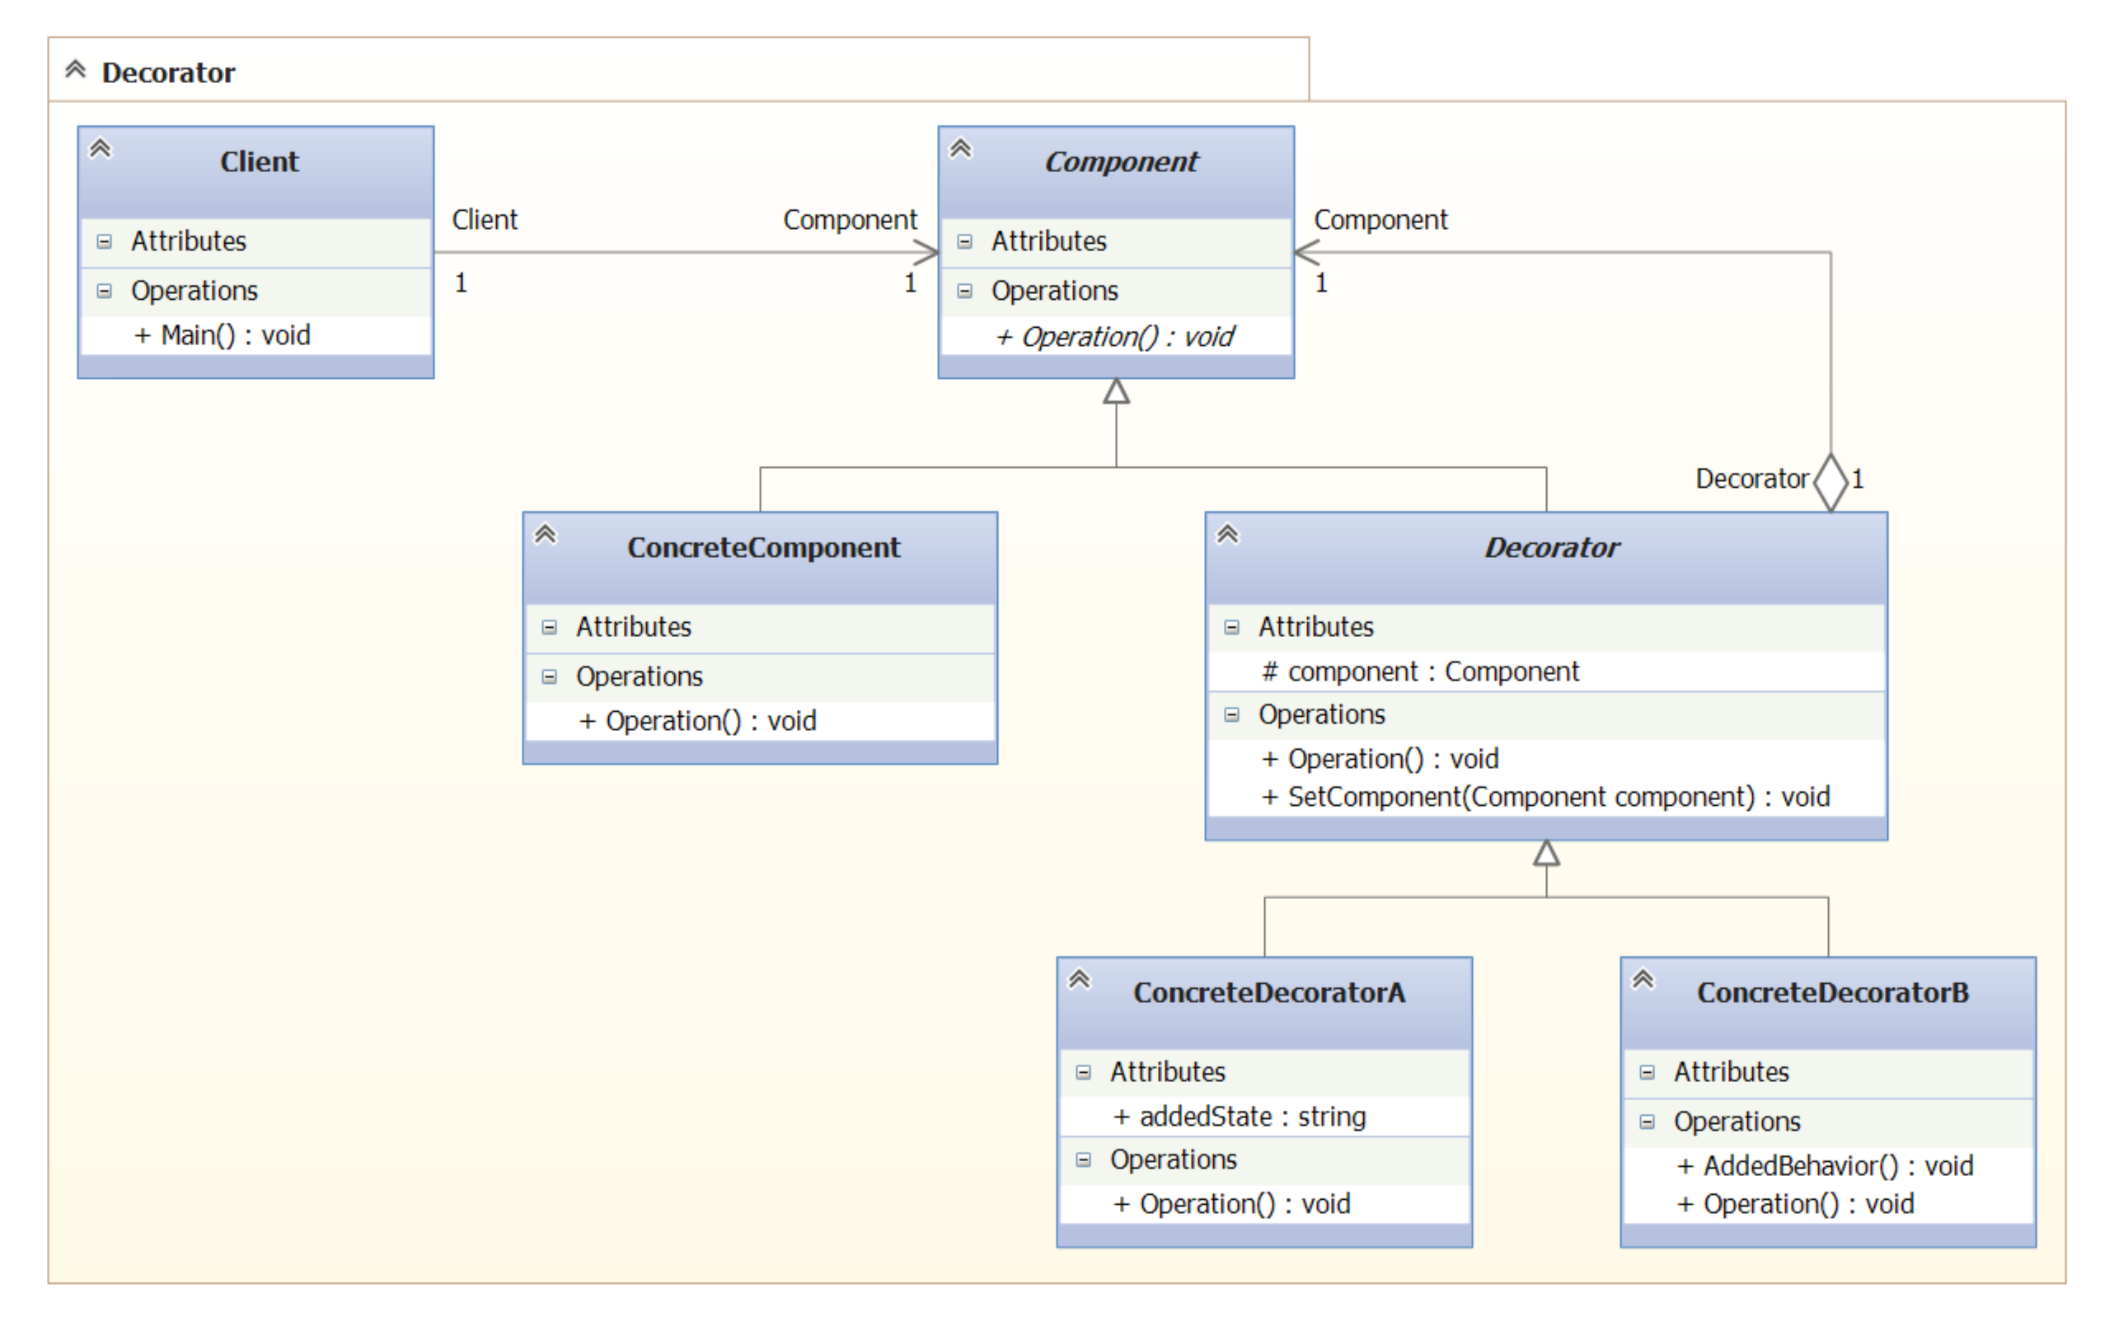 Decorator
Client
Attributes
Operations
+ Main() : void
Client
1
Component
1
Component
Attributes
Operations
+ Operation() : void
Component
1
Decorator
1
ConcreteComponent
Attributes
Operations
+ Operation() : void
Decorator
Attributes
# component : Component
Operations
+ Operation() : void
+ SetComponent(Component component) : void
ConcreteDecoratorA
Attributes
+ addedState : string
Operations
+ Operation() : void
ConcreteDecoratorB
Attributes
Operations
+ AddedBehavior() : void
+ Operation() : void